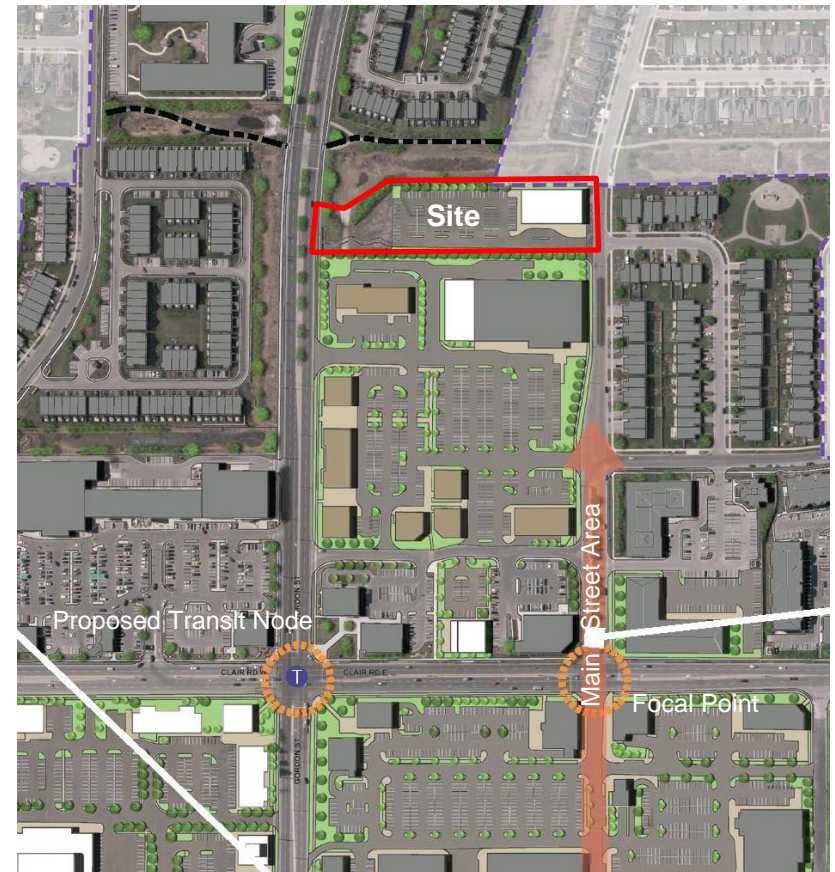 Site
Main Street Area
GORDON ST
Proposed TransIt Node
CLAIR RD W
T
CLAIR RD E
Focal Point
GORDON ST